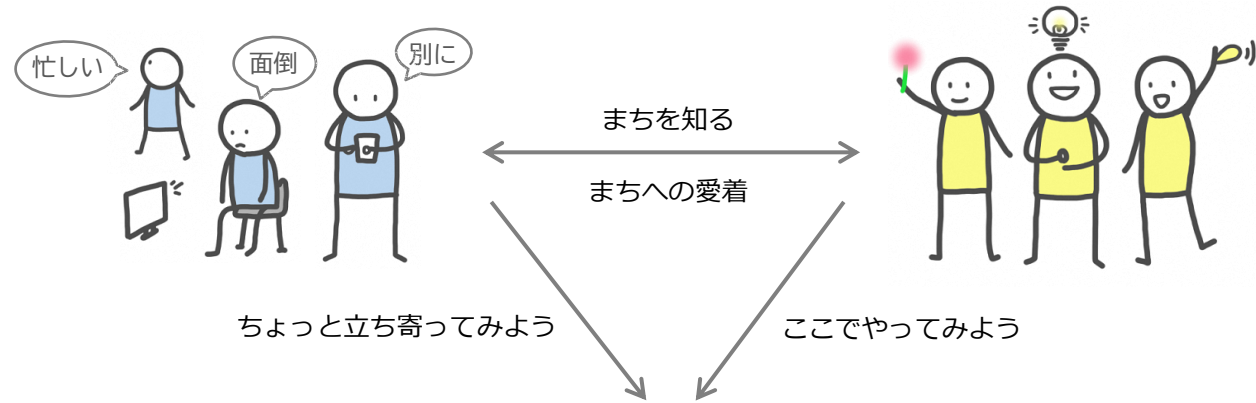 忙しい
面倒
別に
まちを知る
まちへの愛着
ちょっと立ち寄ってみよう
ここでやってみよう